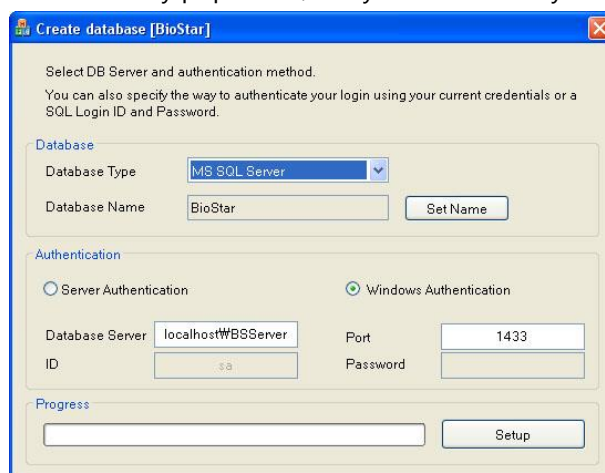 Create database [BioStar]
Select DB Server and authentication method.
You can also specify the way to authenticate your login using your current credentials or a
SQL Login ID and Password.
Database
Database Type MS SQL Server
Database Name BioStar Set Name
Authentication
Server Authentication Windows Authentication
Database Server localhost₩BSServer Port 1433
ID sa Password
Progress
Setup